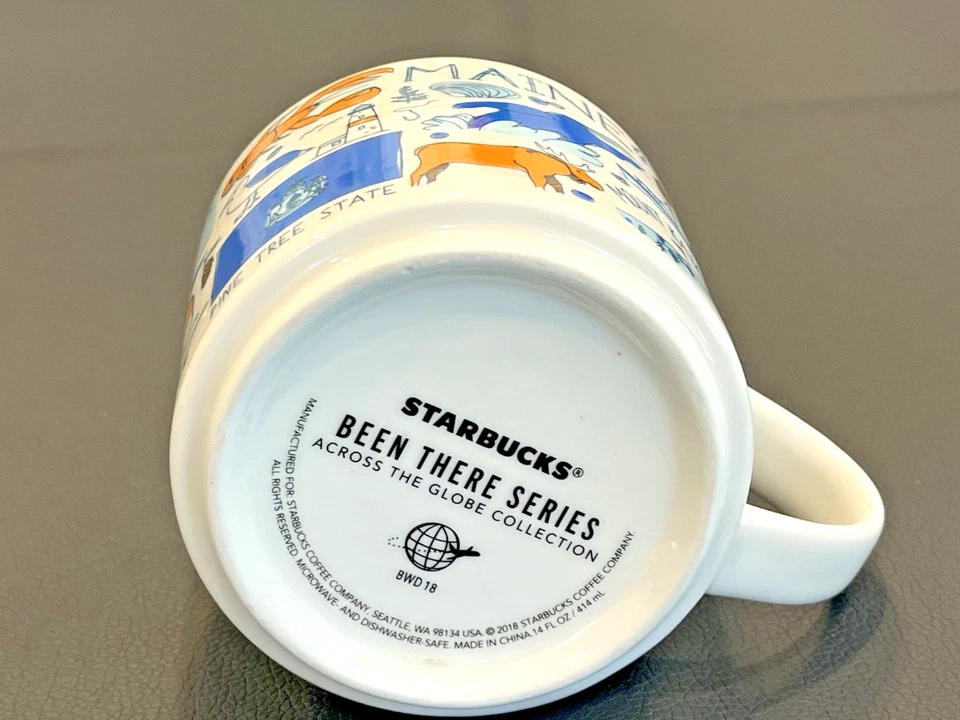 MAINE
PINE TREE STATE
STARBUCKS®
BEEN THERE SERIES
ACROSS THE GLOBE COLLECTION
BWD18
MANUFACTURED FOR: STARBUCKS COFFEE COMPANY, SEATTLE, WA 98134 USA. © 2018 STARBUCKS COFFEE COMPANY.
ALL RIGHTS RESERVED. MICROWAVE- AND DISHWASHER-SAFE. MADE IN CHINA.14 FL OZ / 414 mL